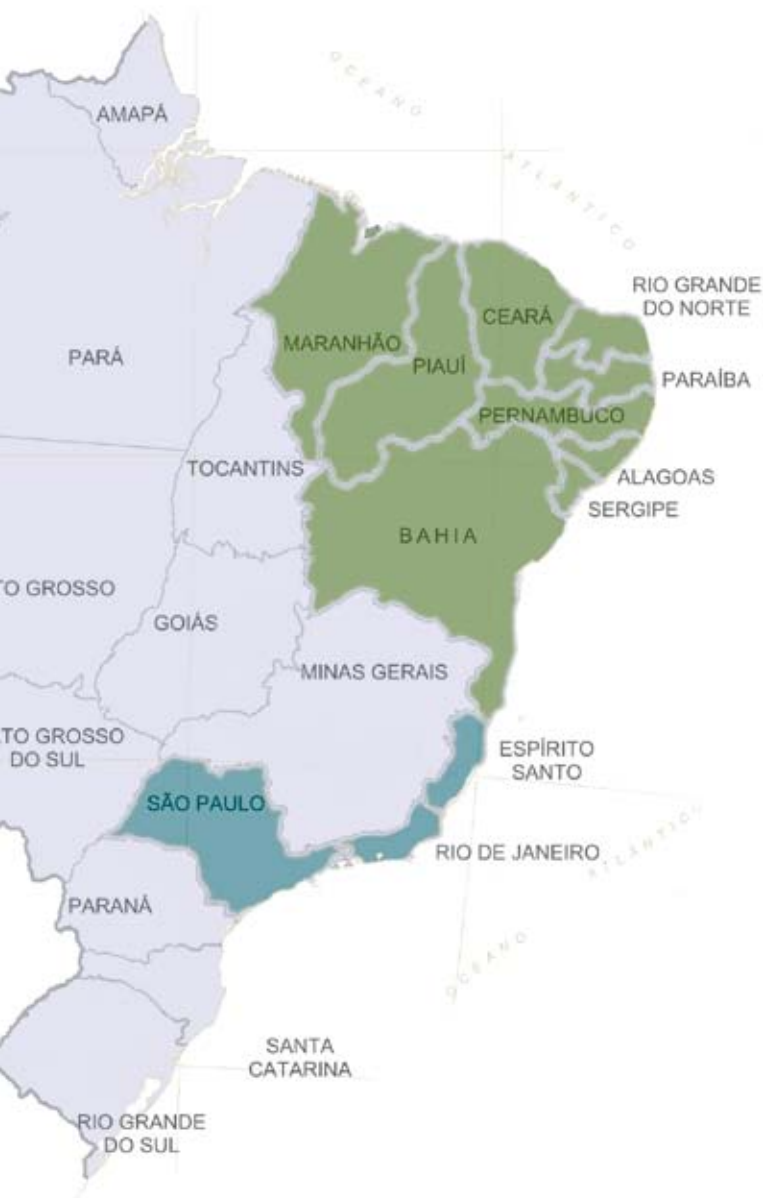 OCEANO
AMAPÁ
ATLÂNTICO
RIO GRANDE
DO NORTE
CEARÁ
MARANHÃO
PARÁ
PIAUÍ
PARAÍBA
PERNAMBUCO
TOCANTINS
ALAGOAS
SERGIPE
BAHIA
TO GROSSO
GOIÁS
MINAS GERAIS
TO GROSSO
DO SUL
ESPÍRITO
SANTO
SÃO PAULO
RIO DE JANEIRO
ATLÂNTICO
PARANÁ
OCEANO
SANTA
CATARINA
RIO GRANDE
DO SUL